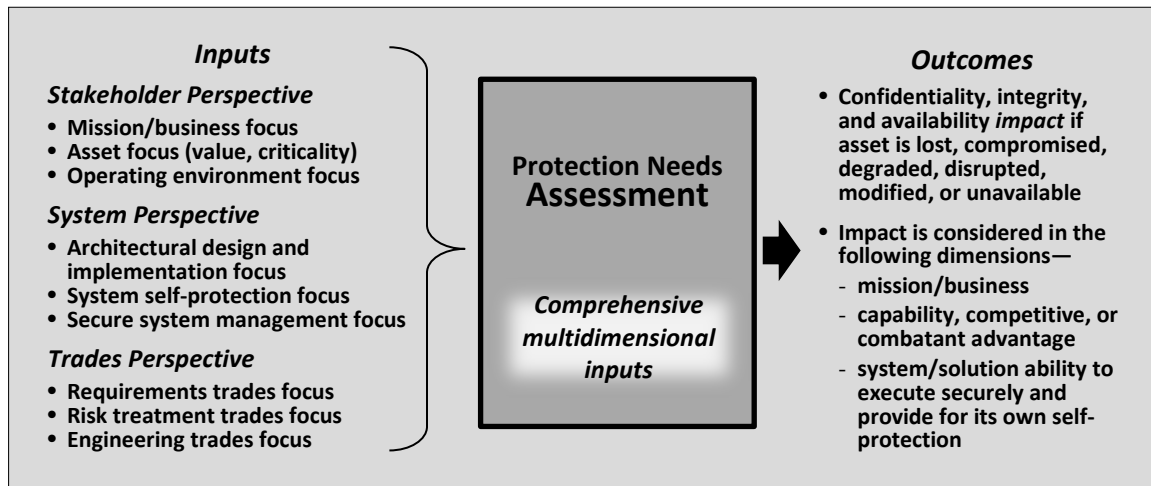 Inputs
Stakeholder Perspective
• Mission/business focus
• Asset focus (value, criticality)
• Operating environment focus
System Perspective
• Architectural design and
implementation focus
• System self-protection focus
• Secure system management focus
Trades Perspective
• Requirements trades focus
• Risk treatment trades focus
• Engineering trades focus
Protection Needs
Assessment
Comprehensive
multidimensional
inputs
Outcomes
• Confidentiality, integrity,
and availability impact if
asset is lost, compromised,
degraded, disrupted,
modified, or unavailable
• Impact is considered in the
following dimensions—
- mission/business
- capability, competitive, or
combatant advantage
- system/solution ability to
execute securely and
provide for its own self-
protection